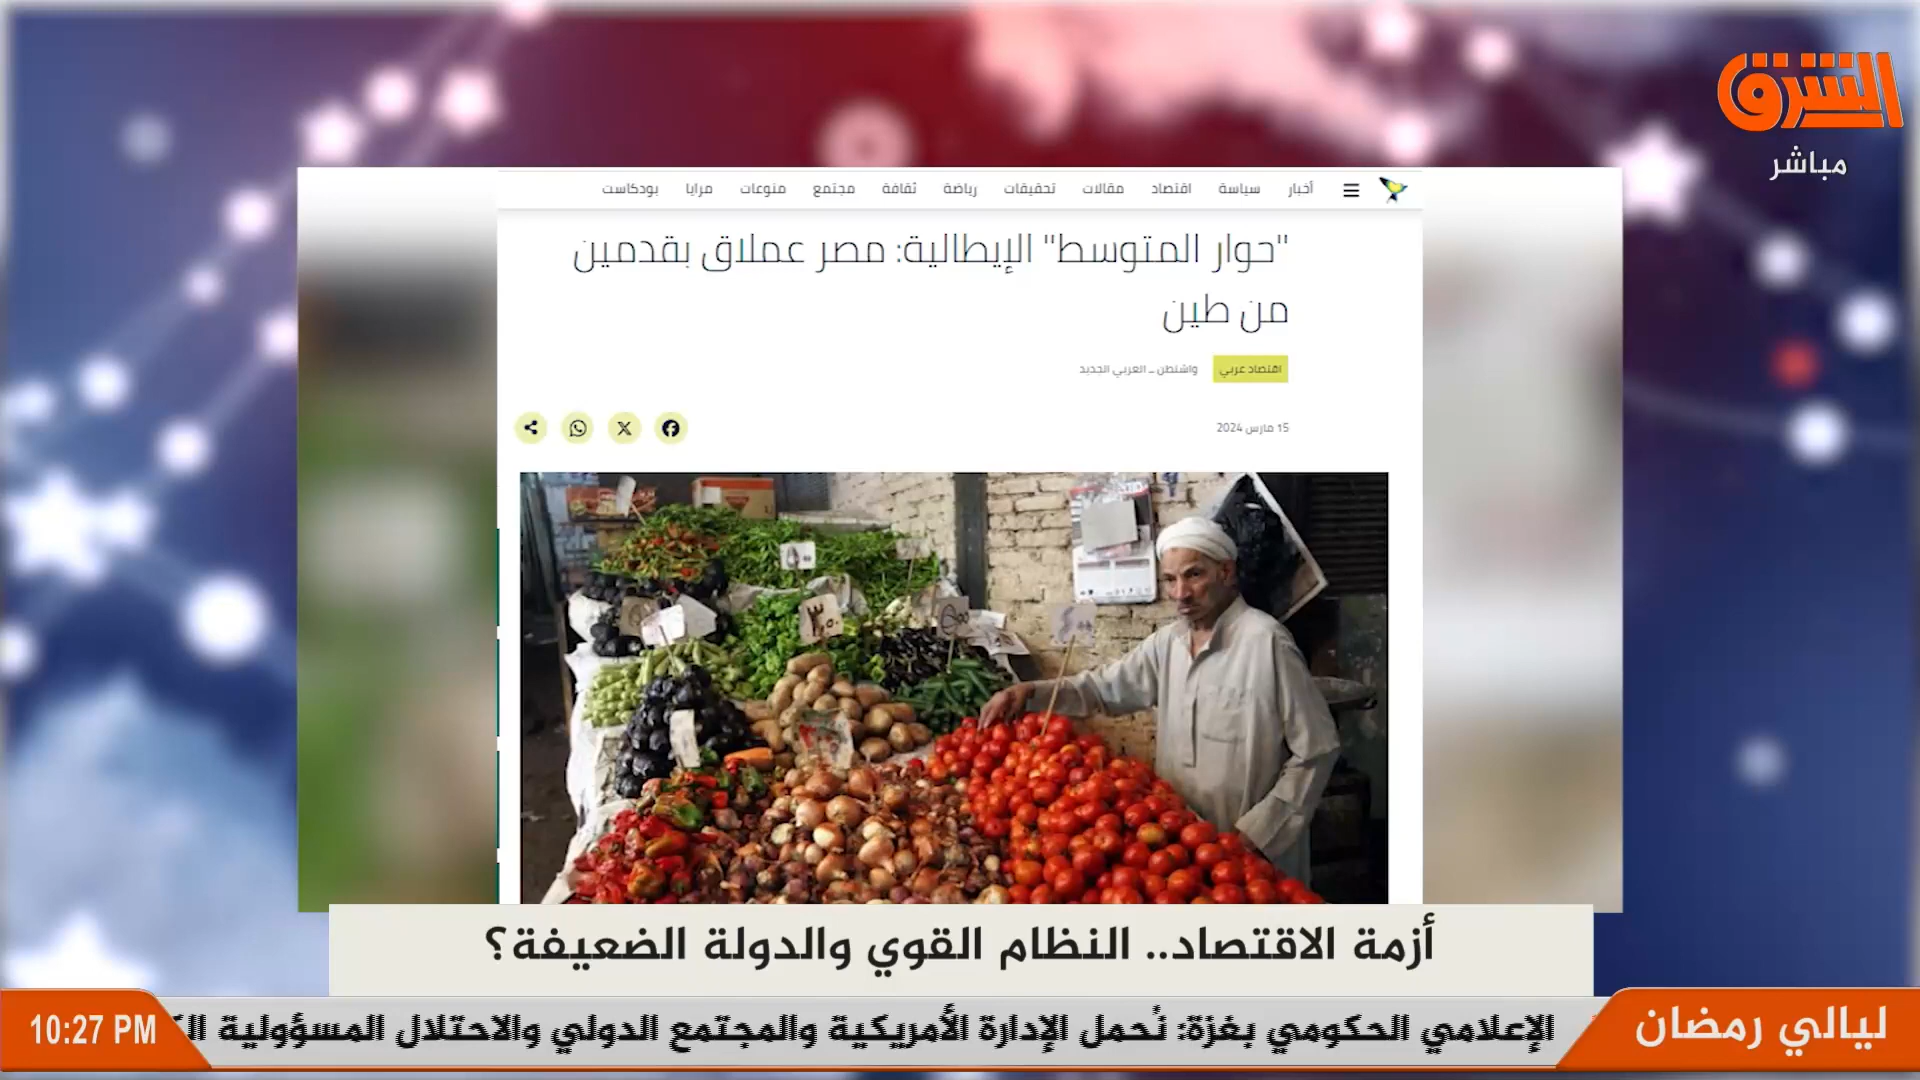 الشرق
مباشر
أخبار سياسة اقتصاد مقالات تحقيقات رياضة ثقافة مجتمع منوعات مرايا بودكاست
"حوار المتوسط" الإيطالية: مصر عملاق بقدمين
من طين
اقتصاد عربي واشنطن ـ العربي الجديد
15 مارس 2024
أزمة الاقتصاد.. النظام القوي والدولة الضعيفة؟
ليالي رمضان
الإعلامي الحكومي بغزة: نُحمل الإدارة الأمريكية والمجتمع الدولي والاحتلال المسؤولية
10:27 PM